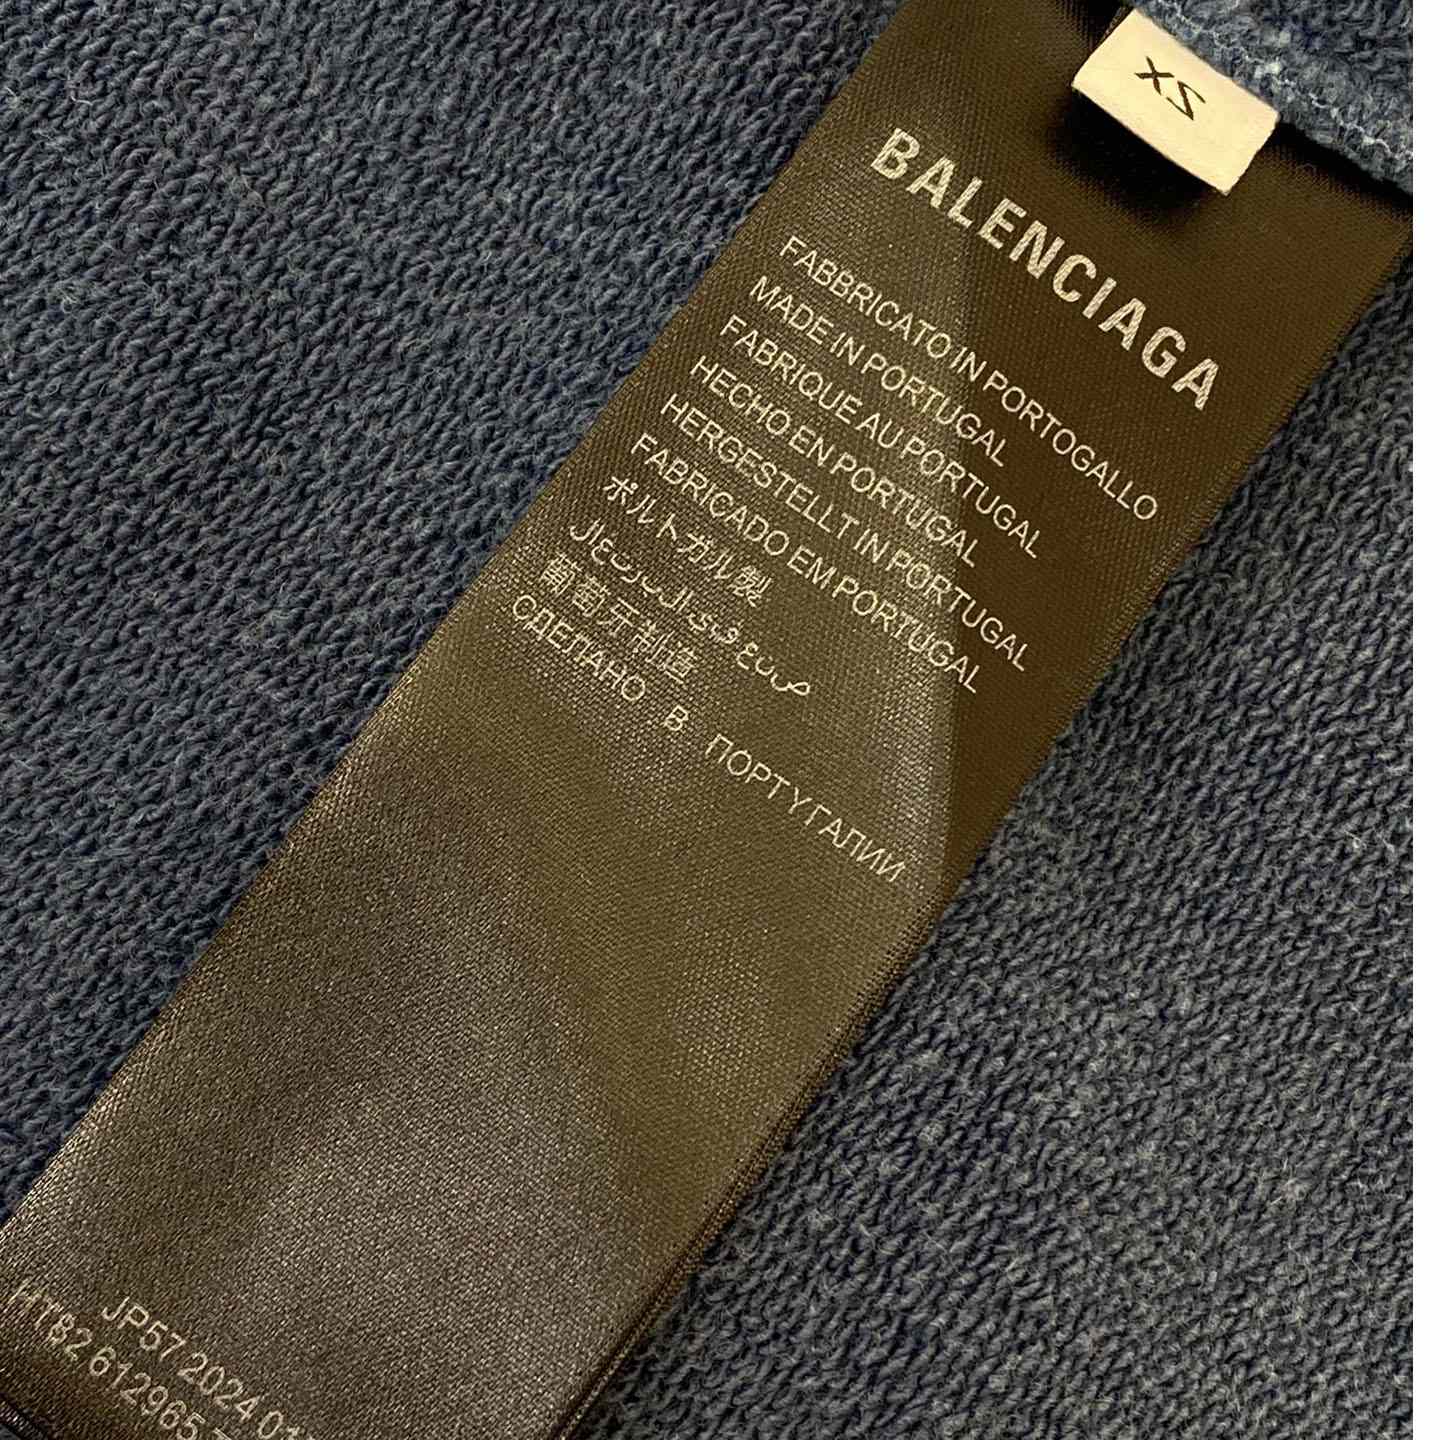 XS
BALENCIAGA
FABBRICATO IN PORTOGALLO
MADE IN PORTUGAL
FABRIQUE AU PORTUGAL
HECHO EN PORTUGAL
HERGESTELLT IN PORTUGAL
FABRICADO EM PORTUGAL
ポルトガル製
صنع في البرتغال
葡萄牙制造
СДЕЛАНО В ПОРТУГАЛИИ
JP57 2024
612965